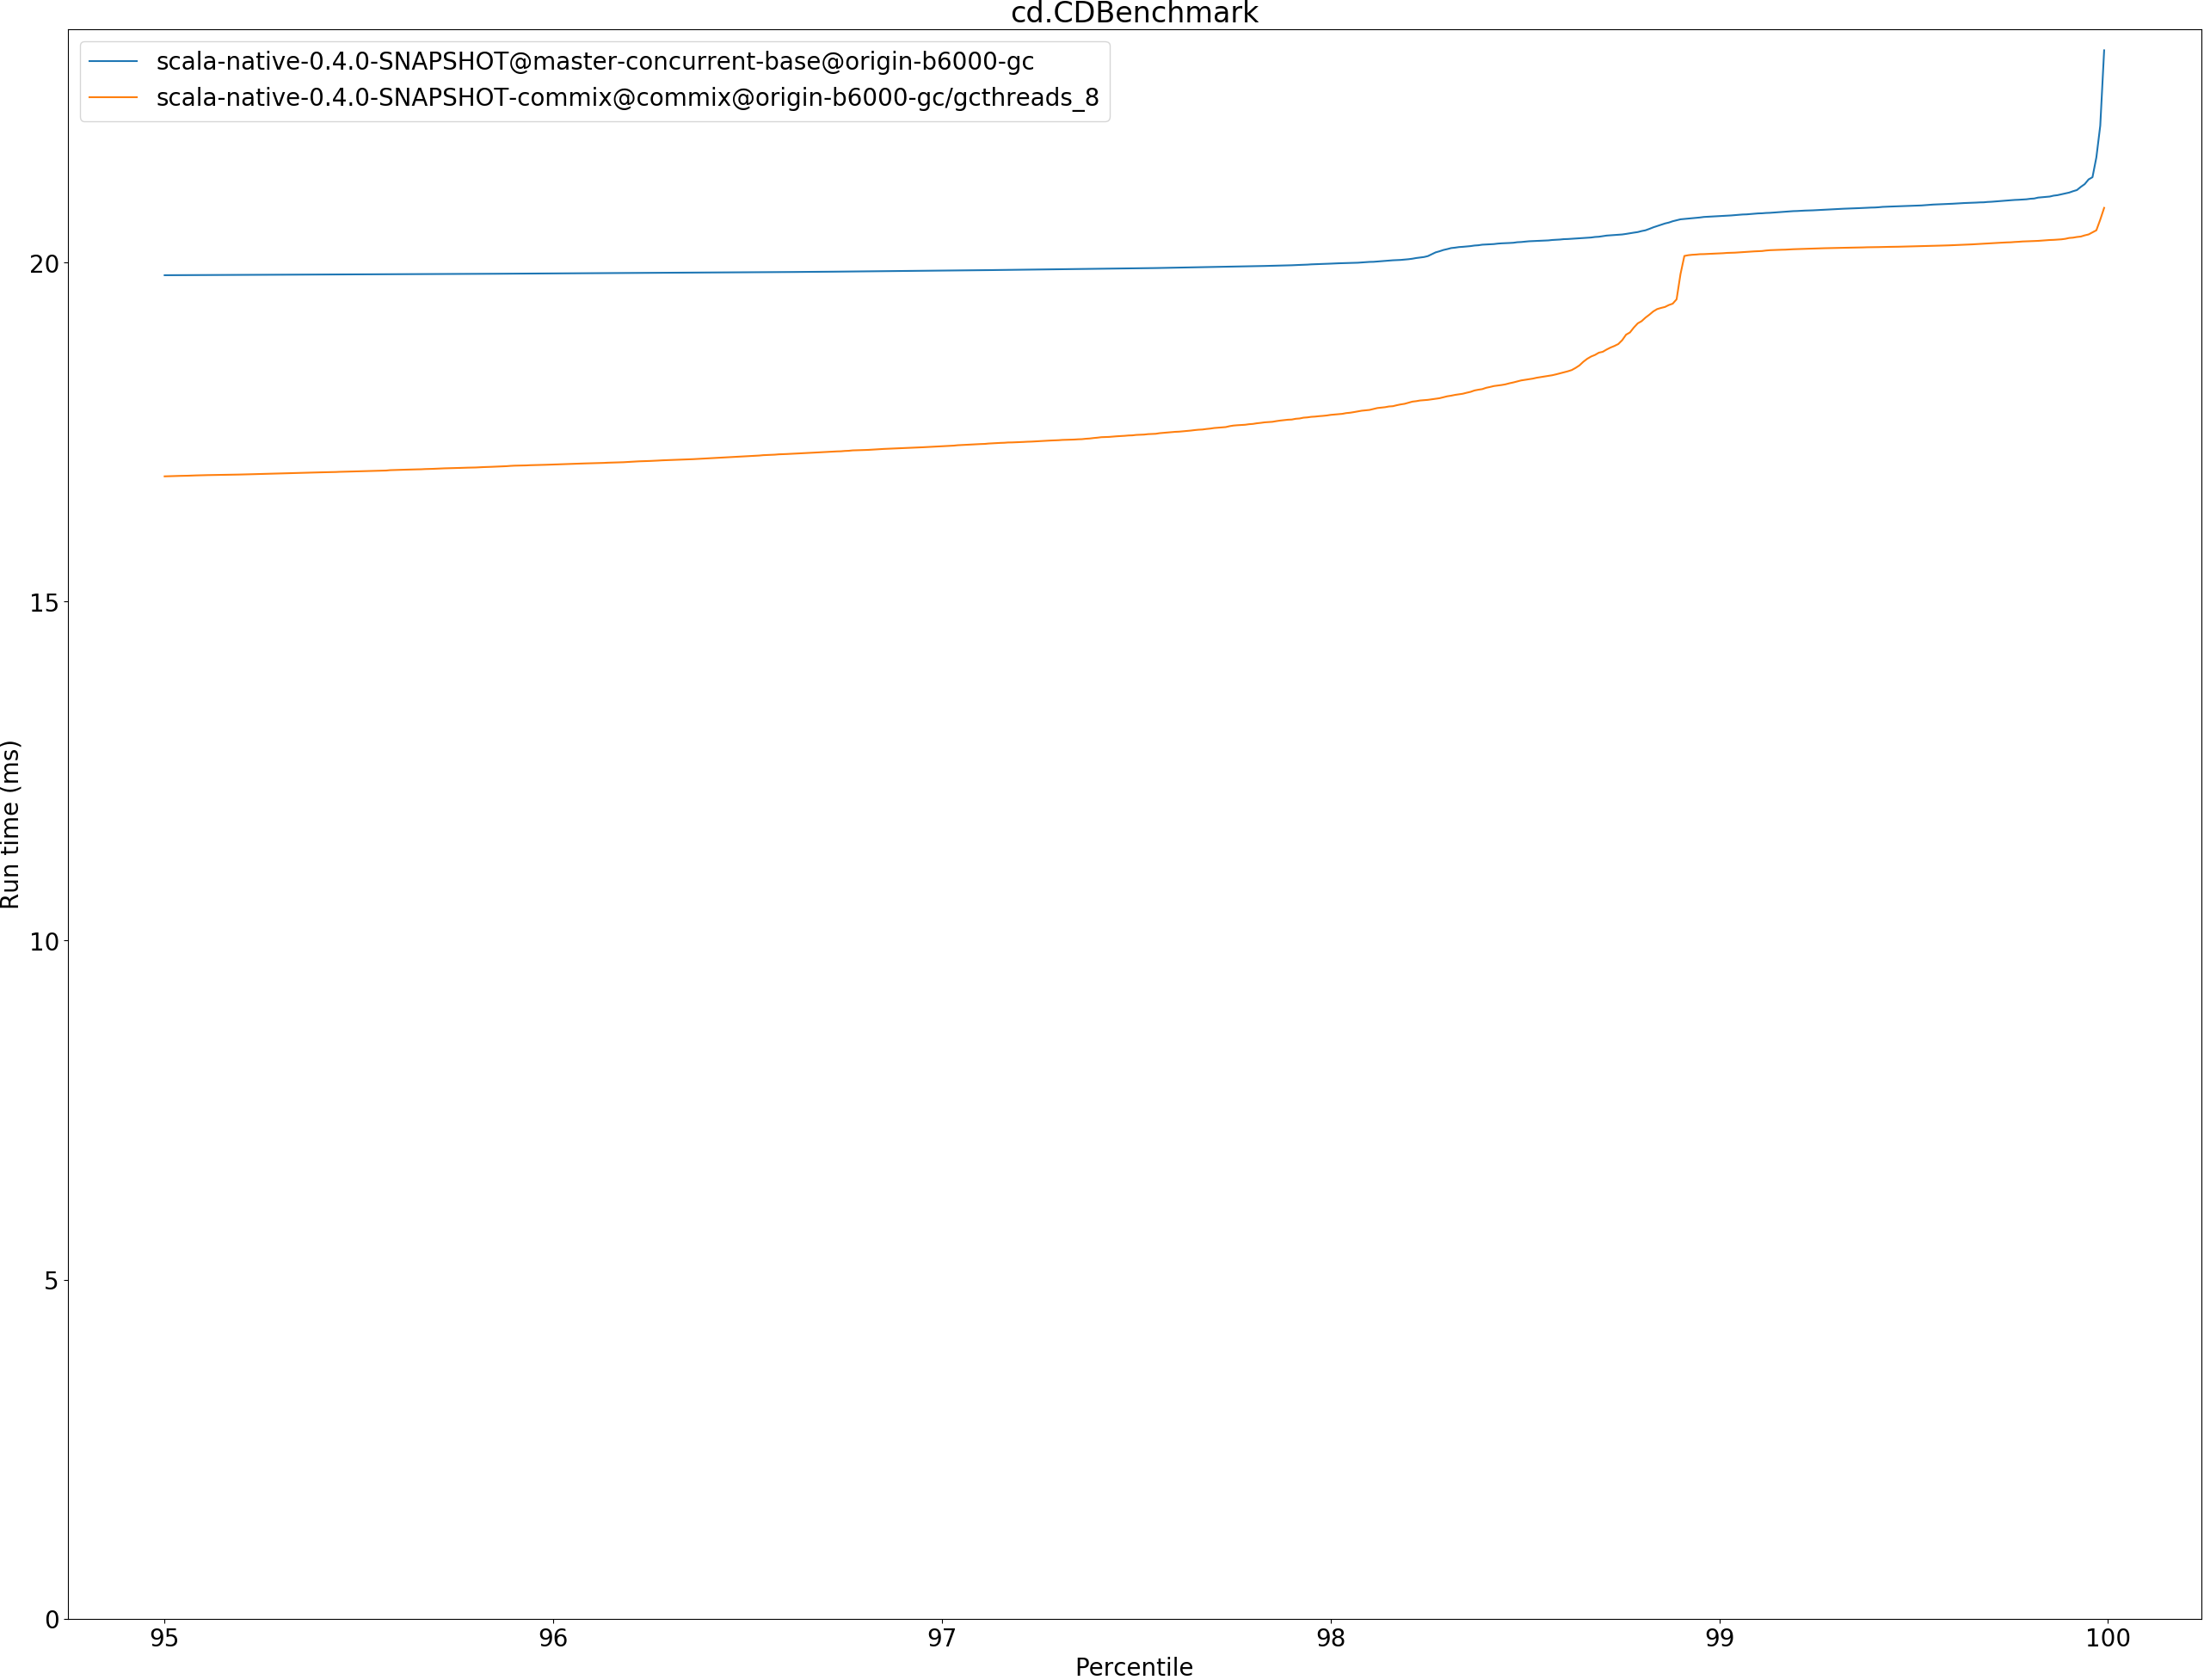 cd.CDBenchmark
scala-native-0.4.0-SNAPSHOT@master-concurrent-base@origin-b6000-gc
scala-native-0.4.0-SNAPSHOT-commix@commix@origin-b6000-gc/gcthreads_8
Run time (ms)
20
15
10
5
0
95 96 97 98 99 100
Percentile